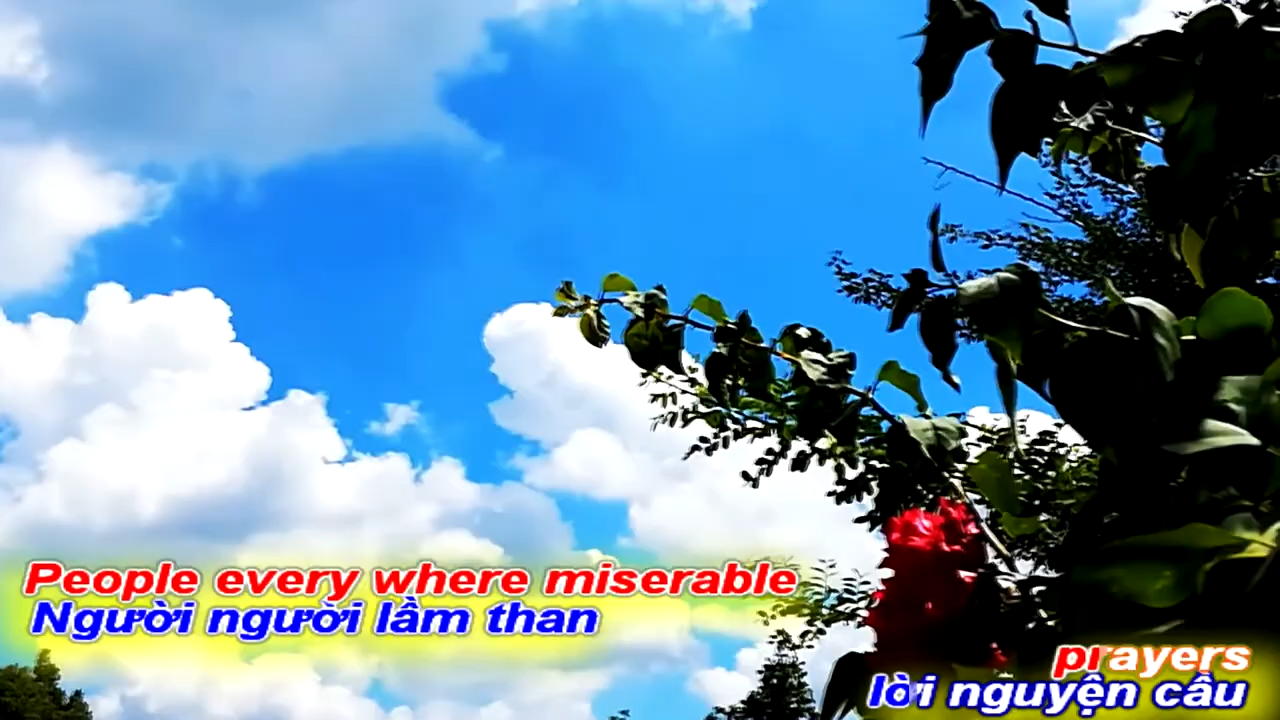 People every where miserable
Người người lầm than
prayers
lời nguyện cầu